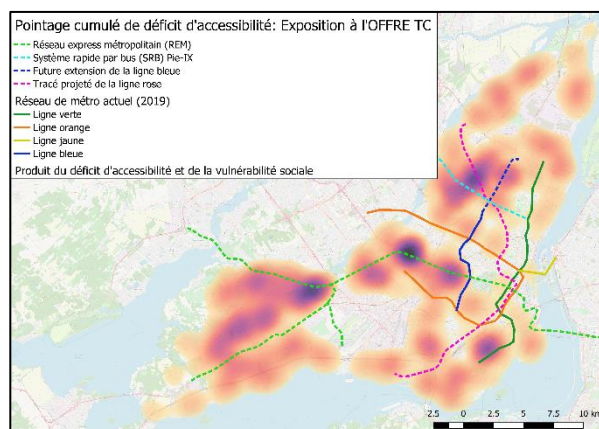 Pointage cumulé de déficit d'accessibilité: Exposition à l'OFFRE TC
Réseau express métropolitain (REM)
Système rapide par bus (SRB) Pie-IX
Future extension de la ligne bleue
Tracé projeté de la ligne rose
Réseau de métro actuel (2019)
Ligne verte
Ligne orange
Ligne jaune
Ligne bleue
Produit du déficit d'accessibilité et de la vulnérabilité sociale
2.5 0 2.5 5 7.5 10 km